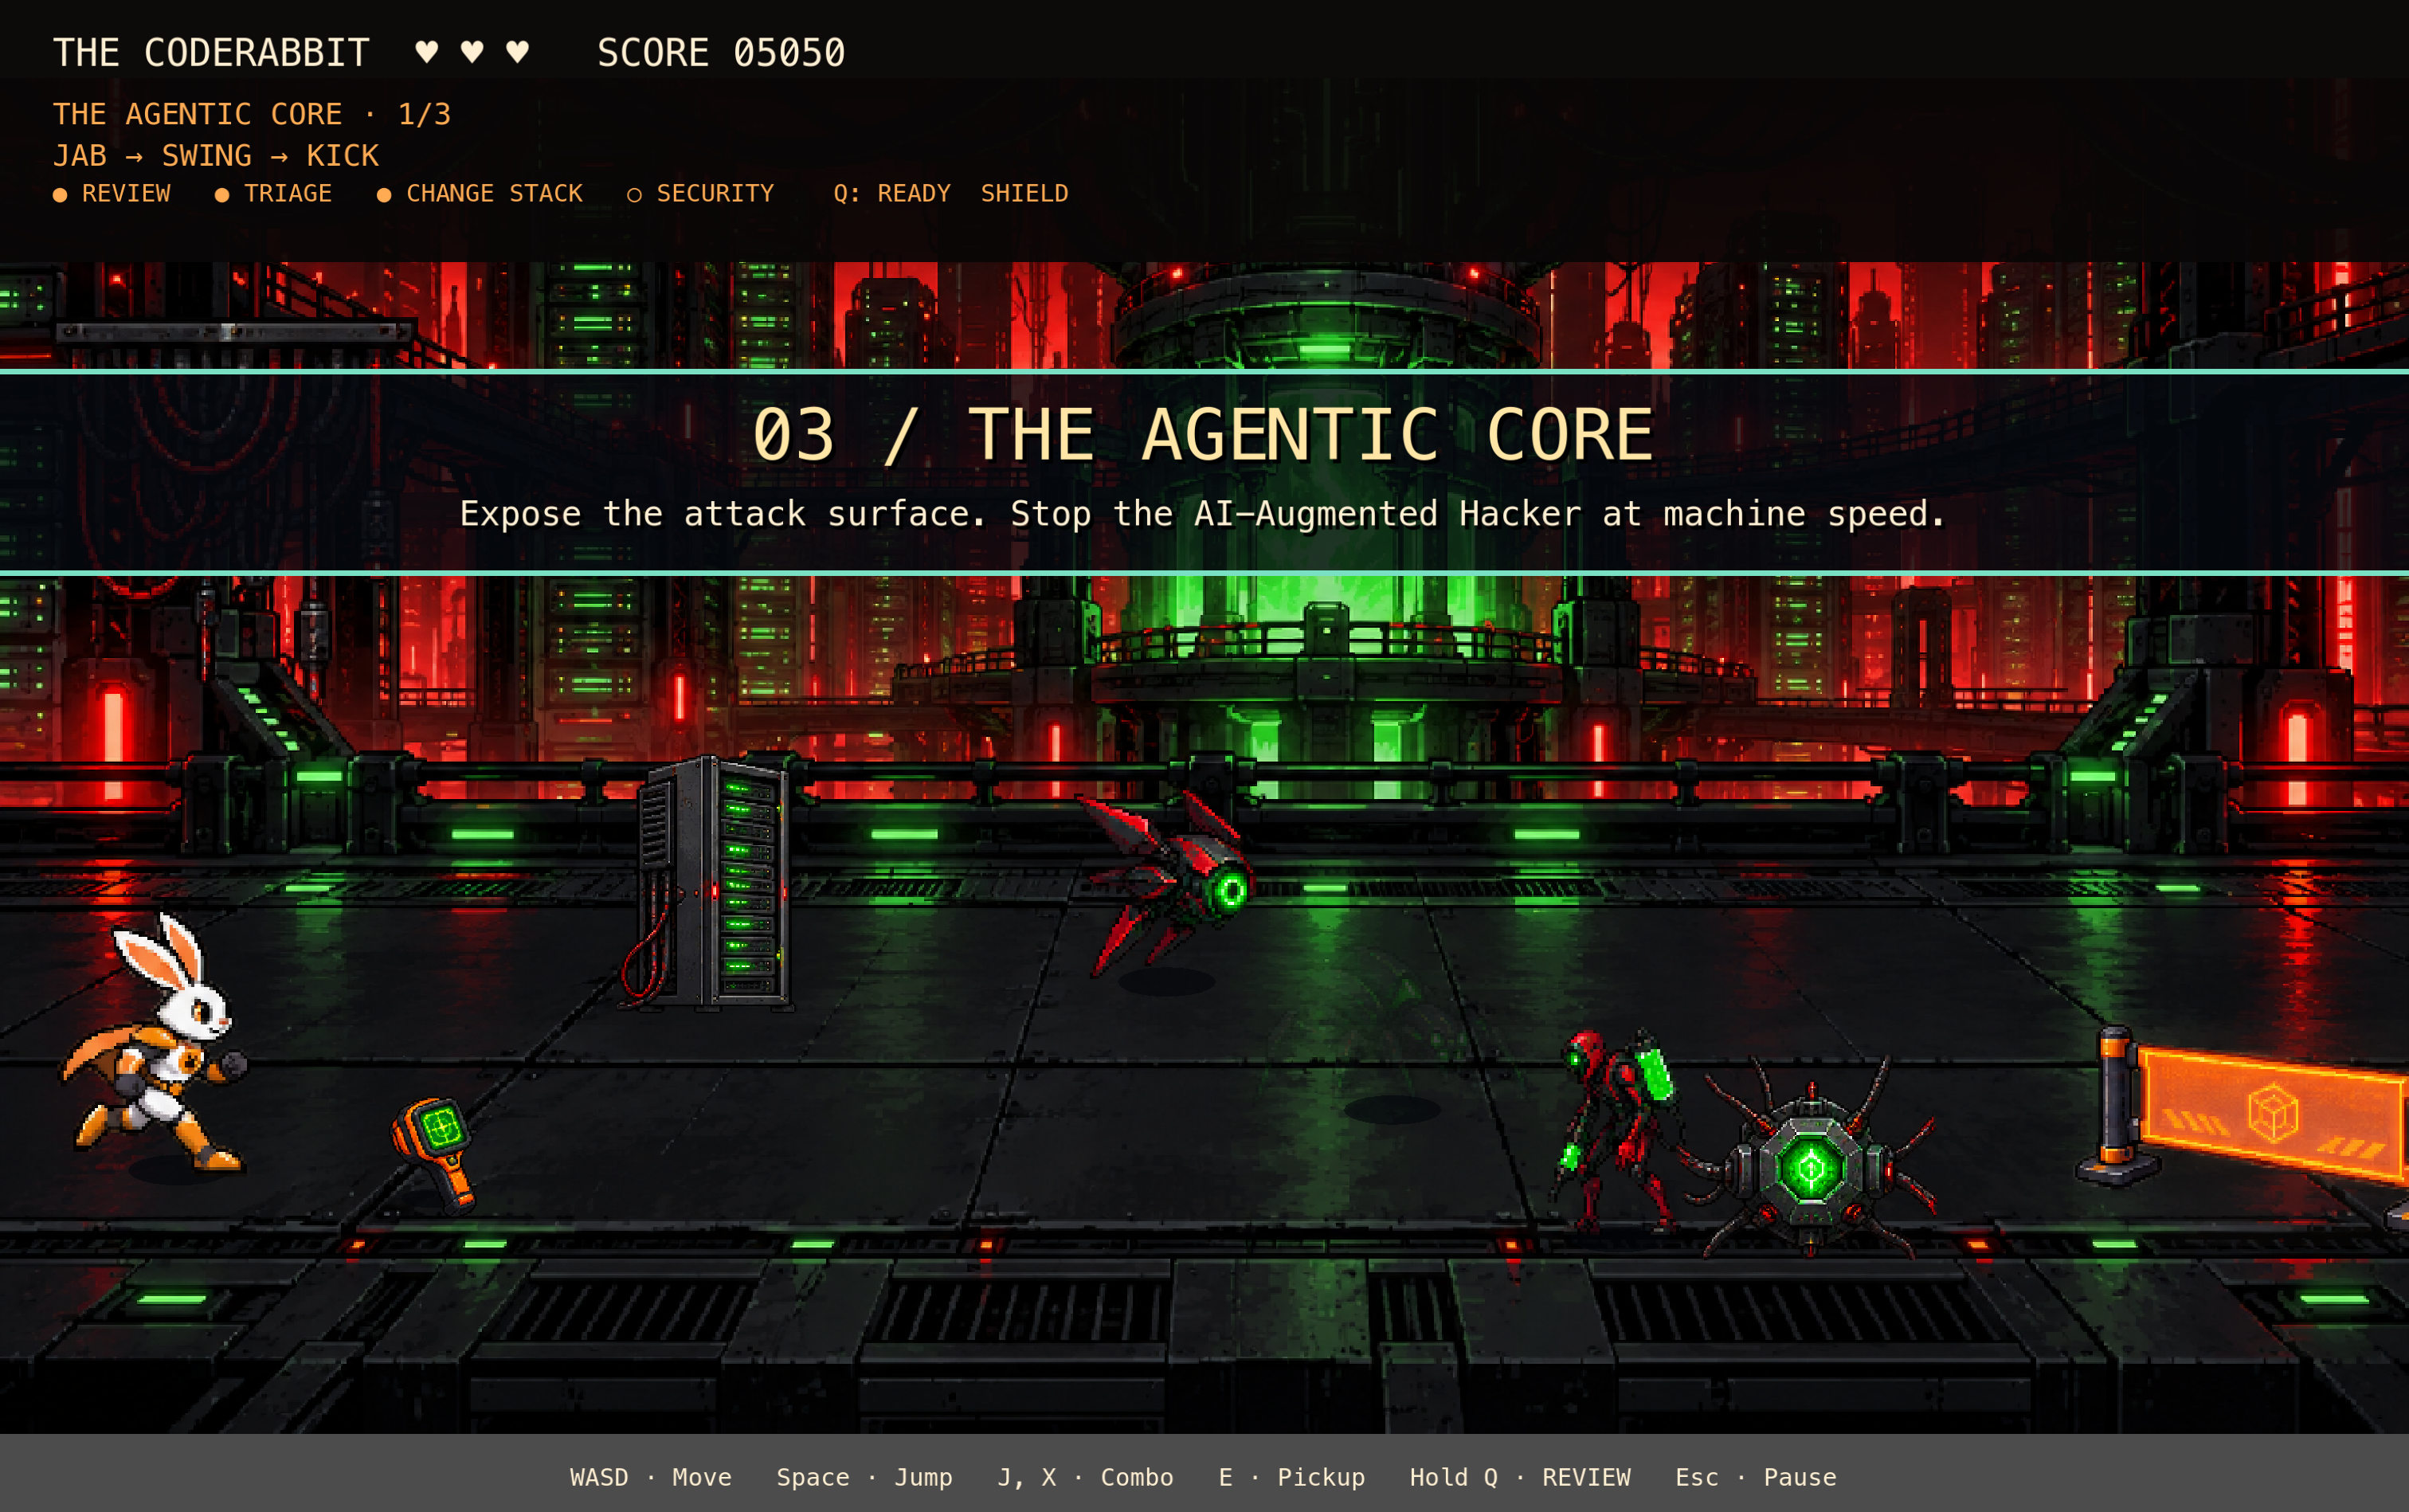 THE CODERABBIT ♥ ♥ ♥ SCORE 05050
THE AGENTIC CORE · 1/3
JAB → SWING → KICK
● REVIEW ● TRIAGE ● CHANGE STACK ○ SECURITY Q: READY SHIELD
03 / THE AGENTIC CORE
Expose the attack surface. Stop the AI–Augmented Hacker at machine speed.
WASD · Move Space · Jump J, X · Combo E · Pickup Hold Q · REVIEW Esc · Pause